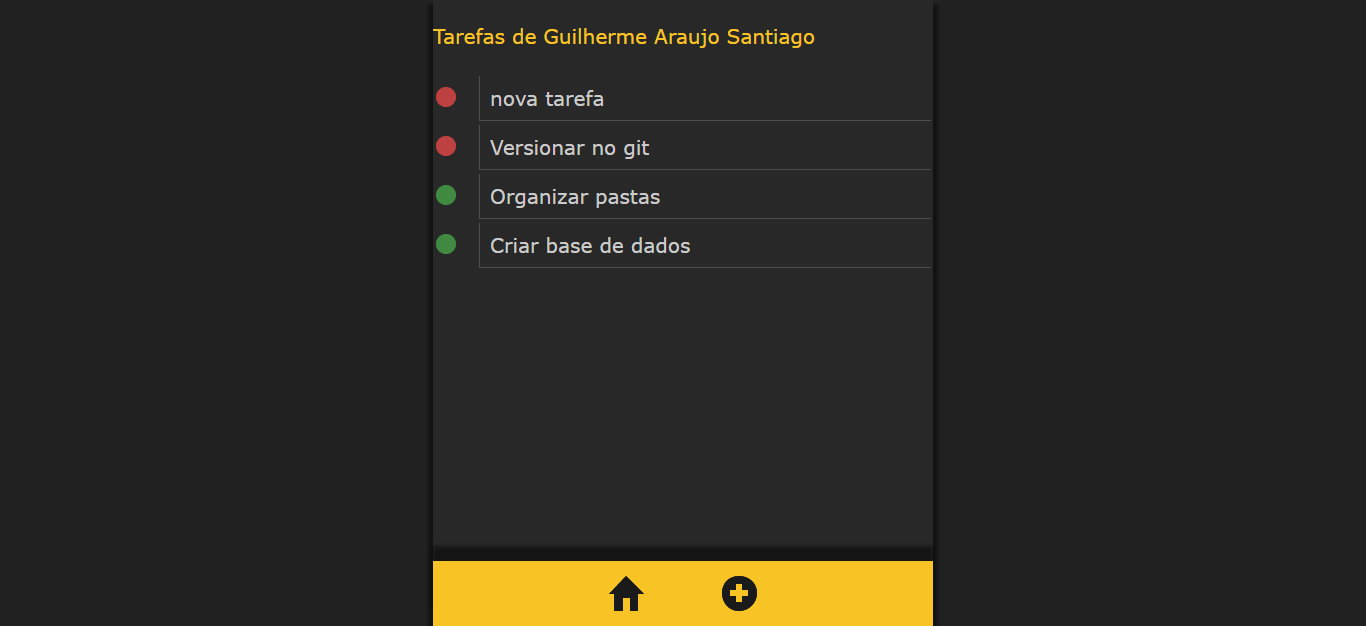 Tarefas de Guilherme Araujo Santiago
nova tarefa
Versionar no git
Organizar pastas
Criar base de dados